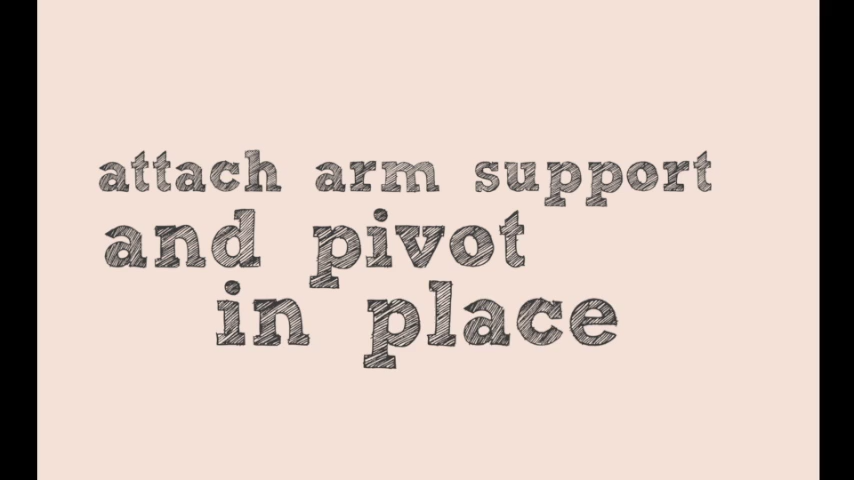 attach arm support
and pivot
in place